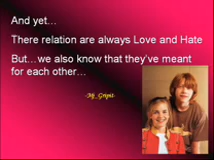 And yet…
There relation are always Love and Hate
But…we also know that they've meant
for each other…